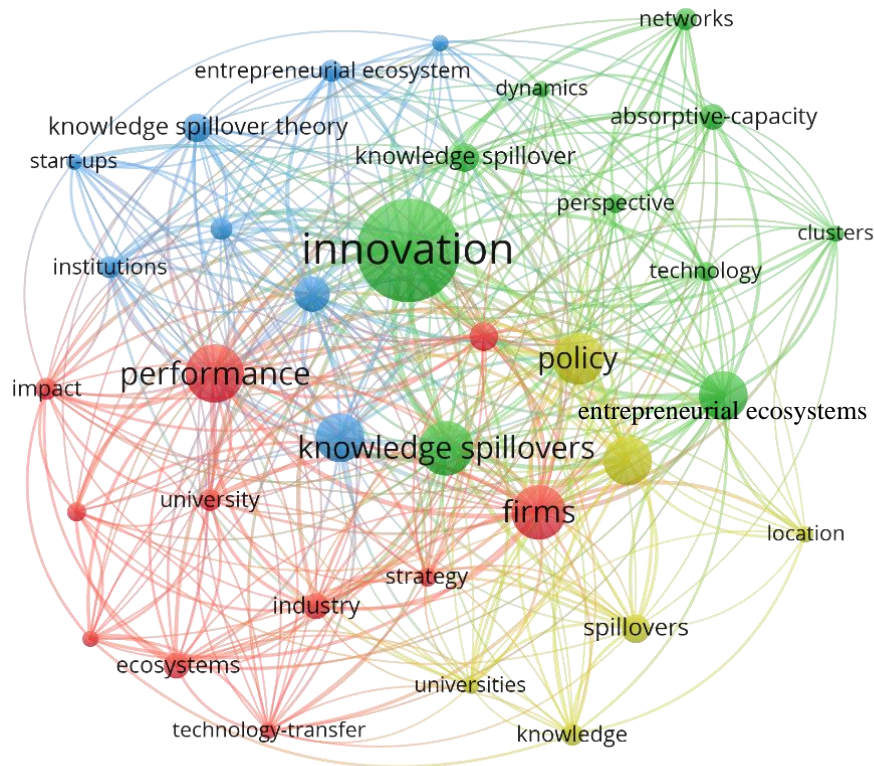 networks
entrepreneurial ecosystem
dynamics
absorptive-capacity
knowledge spillover theory
knowledge spillover
start-ups
perspective
clusters
innovation
institutions
technology
policy
performance
impact
entrepreneurial ecosystems
knowledge spillovers
university
firms
location
strategy
industry
spillovers
ecosystems
universities
technology-transfer
knowledge